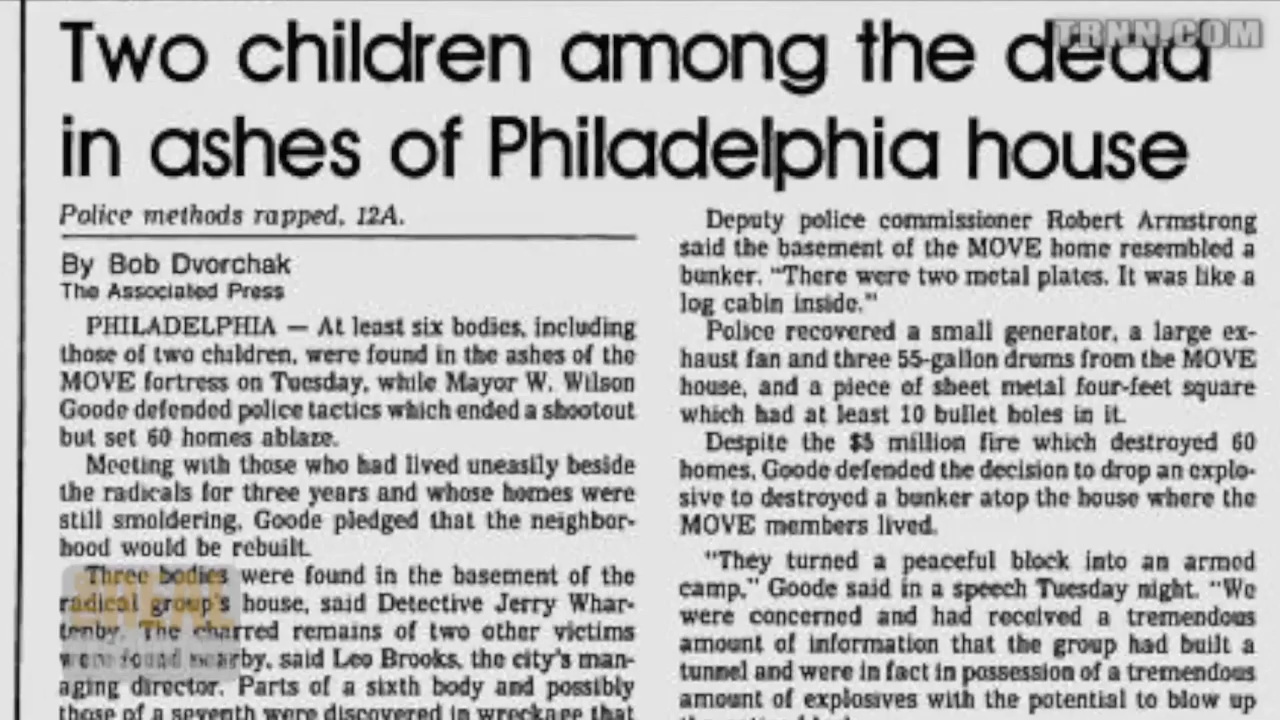 TRNN.COM
Two children among the dead
in ashes of Philadelphia house
Police methods rapped, 12A.
By Bob Dvorchak
The Associated Press
PHILADELPHIA — At least six bodies, including
those of two children, were found in the ashes of the
MOVE fortress on Tuesday, while Mayor W. Wilson
Goode defended police tactics which ended a shootout
but set 60 homes ablaze.
Meeting with those who had lived uneasily beside
the radicals for three years and whose homes were
still smoldering, Goode pledged that the neighbor-
hood would be rebuilt.
Three bodies were found in the basement of the
radical group's house, said Detective Jerry Whar-
tenby. The charred remains of two other victims
were found nearby, said Leo Brooks, the city's man-
aging director. Parts of a sixth body and possibly
those of a seventh were discovered in wreckage that
Deputy police commissioner Robert Armstrong
said the basement of the MOVE home resembled a
bunker. "There were two metal plates. It was like a
log cabin inside."
Police recovered a small generator, a large ex-
haust fan and three 55-gallon drums from the MOVE
house, and a piece of sheet metal four-feet square
which had at least 10 bullet holes in it.
Despite the $5 million fire which destroyed 60
homes, Goode defended the decision to drop an explo-
sive to destroyed a bunker atop the house where the
MOVE members lived.
"They turned a peaceful block into an armed
camp," Goode said in a speech Tuesday night. "We
were concerned and had received a tremendous
amount of information that the group had built a
tunnel and were in fact in possession of a tremendous
amount of explosives with the potential to blow up